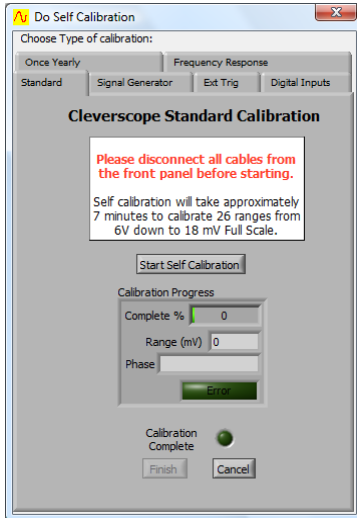 Do Self Calibration
Choose Type of calibration:
Once Yearly
Frequency Response
Standard
Signal Generator
Ext Trig
Digital Inputs
Cleverscope Standard Calibration
Please disconnect all cables from
the front panel before starting.
Self calibration will take approximately
7 minutes to calibrate 26 ranges from
6V down to 18 mV Full Scale.
Start Self Calibration
Calibration Progress
Complete %
0
Range (mV)
0
Phase
Error
Calibration
Complete
Finish
Cancel